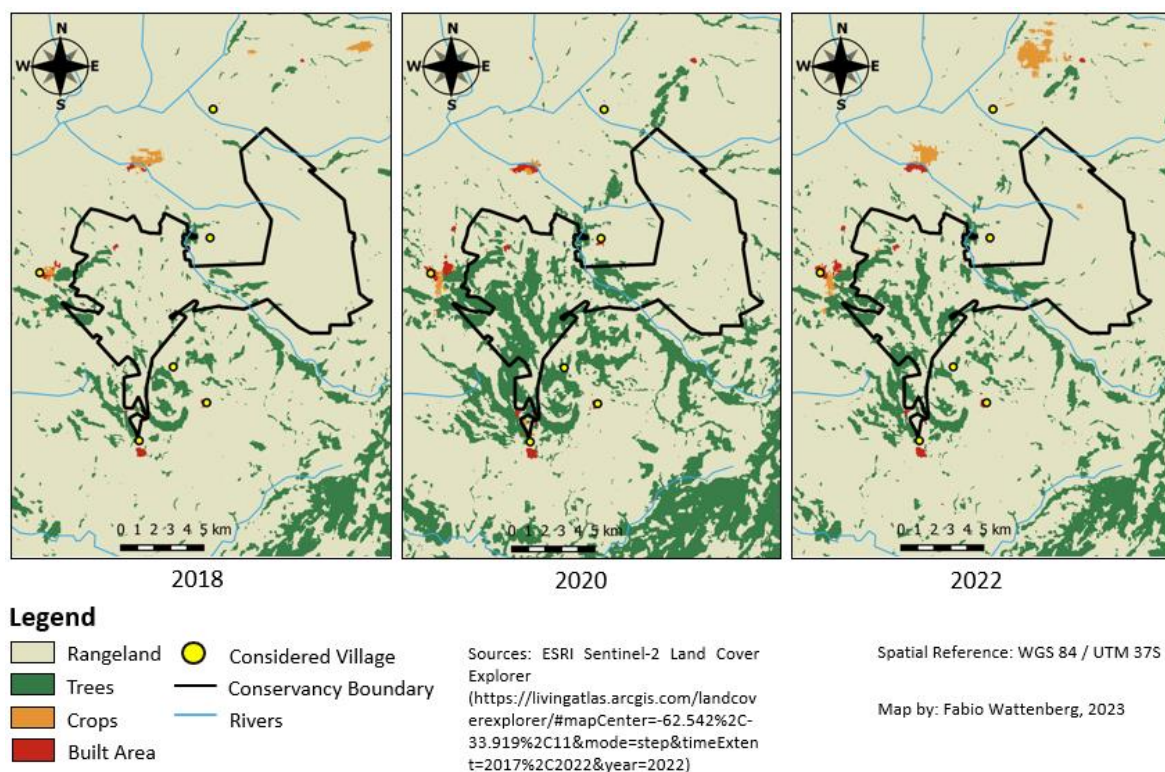 N
W E
S
N
W E
S
N
W E
S
0 1 2 3 4 5 km
0 1 2 3 4 5 km
0 1 2 3 4 5 km
2018
2020
2022
Legend
Rangeland
Trees
Crops
Built Area
Considered Village
Conservancy Boundary
Rivers
Sources: ESRI Sentinel-2 Land Cover
Explorer
(https://livingatlas.arcgis.com/landcov
erexplorer/#mapCenter=-62.542%2C-
33.919%2C11&mode=step&timeExten
t=2017%2C2022&year=2022)
Spatial Reference: WGS 84 / UTM 37S
Map by: Fabio Wattenberg, 2023